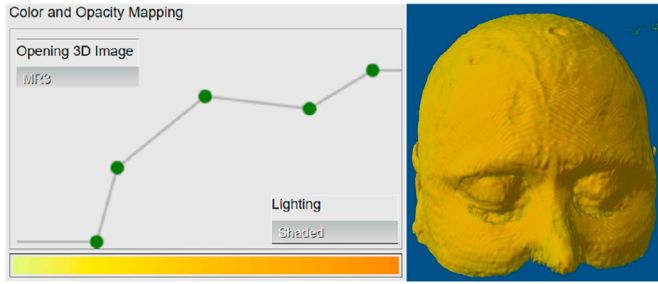 Color and Opacity Mapping
Opening 3D Image
MR3
Lighting
Shaded